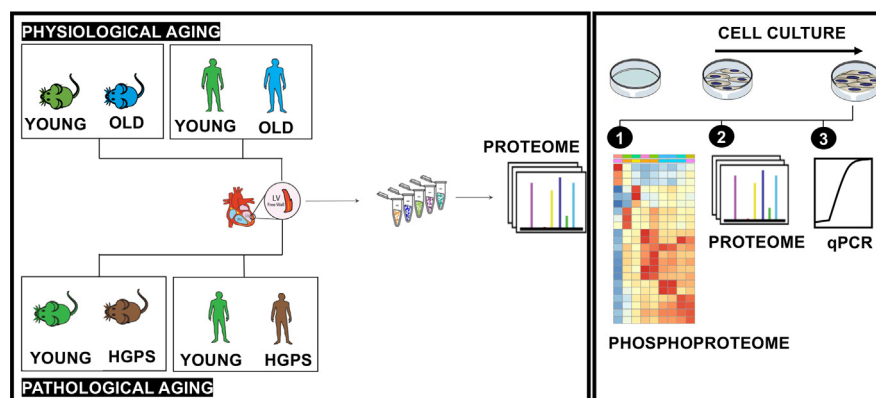 PHYSIOLOGICAL AGING
YOUNG OLD
YOUNG OLD
LV
Free Wall
PROTEOME
YOUNG HGPS
YOUNG HGPS
PATHOLOGICAL AGING
CELL CULTURE
1 2 3
PROTEOME
qPCR
PHOSPHOPROTEOME